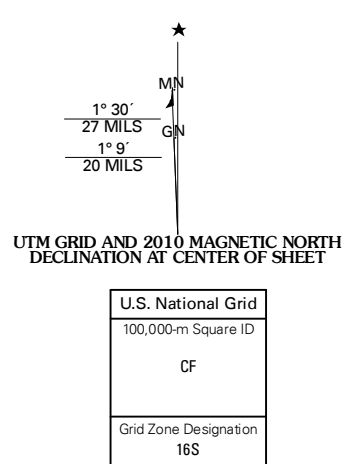 MN
1° 30´
27 MILS
GN
1° 9´
20 MILS
UTM GRID AND 2010 MAGNETIC NORTH
DECLINATION AT CENTER OF SHEET
U.S. National Grid
100,000-m Square ID
CF
Grid Zone Designation
16S